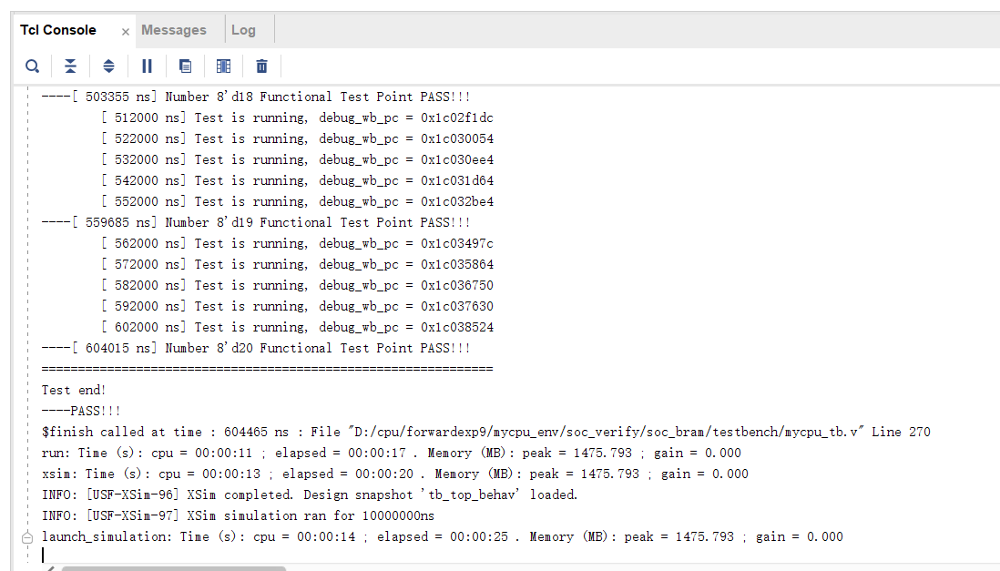 Tcl Console × Messages Log
----[ 503355 ns] Number 8'd18 Functional Test Point PASS!!!
[ 512000 ns] Test is running, debug_wb_pc = 0x1c02f1dc
[ 522000 ns] Test is running, debug_wb_pc = 0x1c030054
[ 532000 ns] Test is running, debug_wb_pc = 0x1c030ee4
[ 542000 ns] Test is running, debug_wb_pc = 0x1c031d64
[ 552000 ns] Test is running, debug_wb_pc = 0x1c032be4
----[ 559685 ns] Number 8'd19 Functional Test Point PASS!!!
[ 562000 ns] Test is running, debug_wb_pc = 0x1c03497c
[ 572000 ns] Test is running, debug_wb_pc = 0x1c035864
[ 582000 ns] Test is running, debug_wb_pc = 0x1c036750
[ 592000 ns] Test is running, debug_wb_pc = 0x1c037630
[ 602000 ns] Test is running, debug_wb_pc = 0x1c038524
----[ 604015 ns] Number 8'd20 Functional Test Point PASS!!!
==============================================================
Test end!
----PASS!!!
$finish called at time : 604465 ns : File "D:/cpu/forwardexp9/mycpu_env/soc_verify/soc_bram/testbench/mycpu_tb.v" Line 270
run: Time (s): cpu = 00:00:11 ; elapsed = 00:00:17 . Memory (MB): peak = 1475.793 ; gain = 0.000
xsim: Time (s): cpu = 00:00:13 ; elapsed = 00:00:20 . Memory (MB): peak = 1475.793 ; gain = 0.000
INFO: [USF-XSim-96] XSim completed. Design snapshot 'tb_top_behav' loaded.
INFO: [USF-XSim-97] XSim simulation ran for 10000000ns
launch_simulation: Time (s): cpu = 00:00:14 ; elapsed = 00:00:25 . Memory (MB): peak = 1475.793 ; gain = 0.000